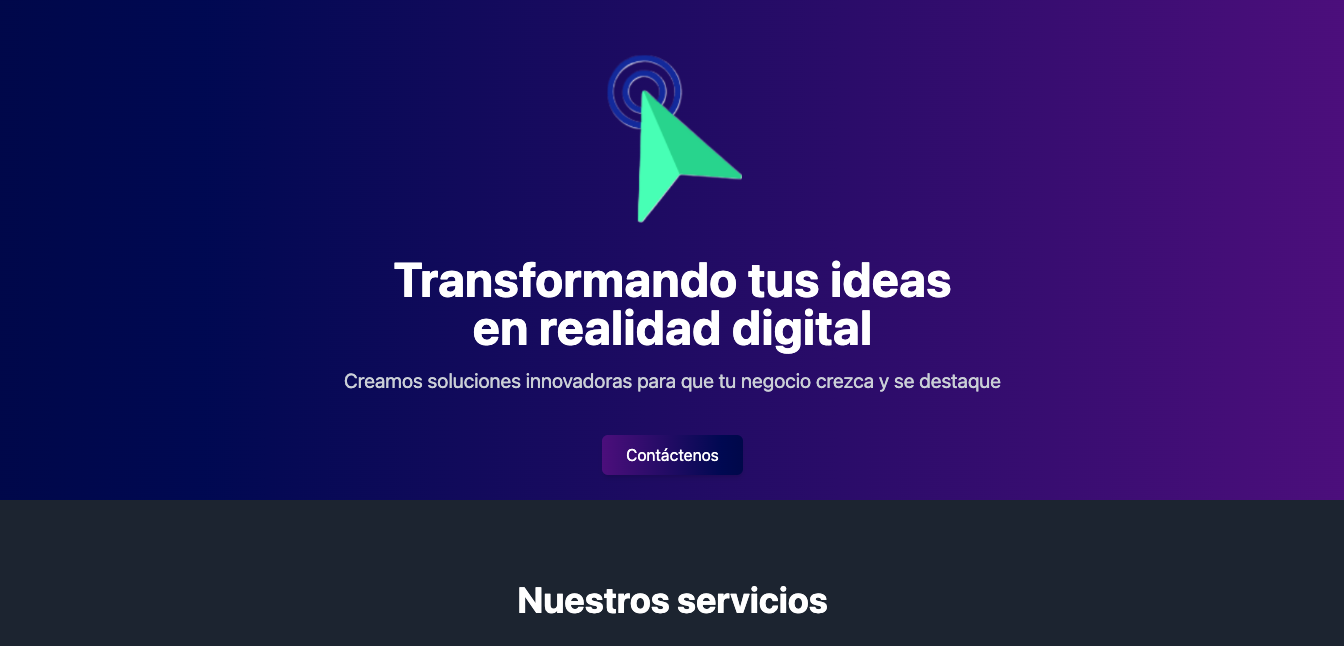 Transformando tus ideas
en realidad digital
Creamos soluciones innovadoras para que tu negocio crezca y se destaque
Contáctenos
Nuestros servicios